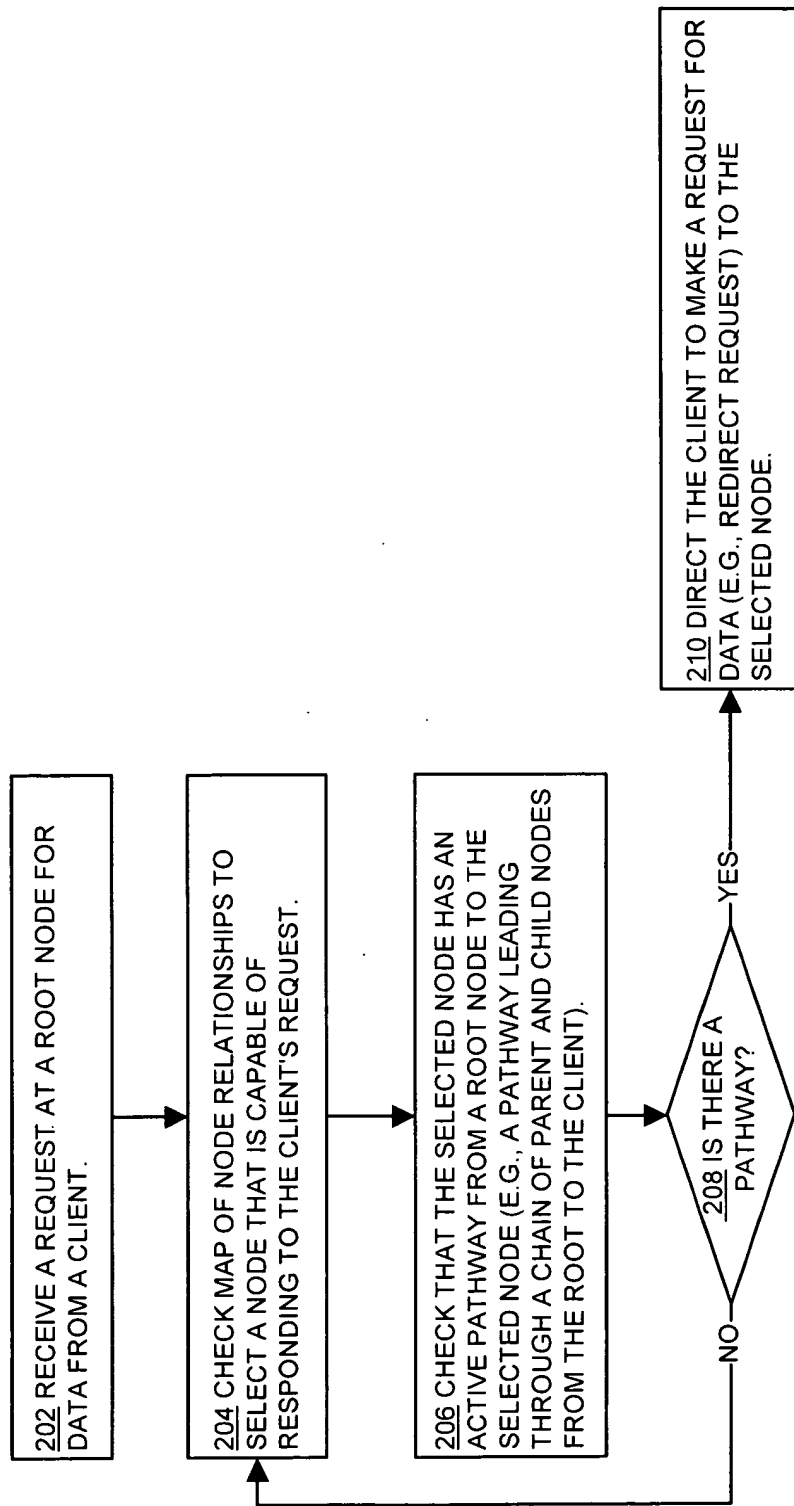 202 RECEIVE A REQUEST AT A ROOT NODE FOR
DATA FROM A CLIENT.
204 CHECK MAP OF NODE RELATIONSHIPS TO
SELECT A NODE THAT IS CAPABLE OF
RESPONDING TO THE CLIENT'S REQUEST.
206 CHECK THAT THE SELECTED NODE HAS AN
ACTIVE PATHWAY FROM A ROOT NODE TO THE
SELECTED NODE (E.G., A PATHWAY LEADING
THROUGH A CHAIN OF PARENT AND CHILD NODES
FROM THE ROOT TO THE CLIENT).
208 IS THERE A
PATHWAY?
NO
YES
210 DIRECT THE CLIENT TO MAKE A REQUEST FOR
DATA (E.G., REDIRECT REQUEST) TO THE
SELECTED NODE.